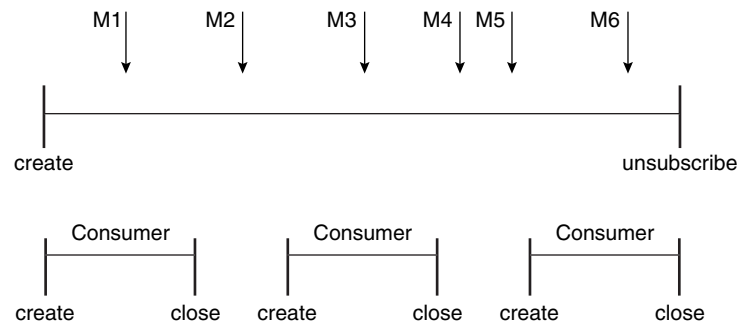 M1 M2 M3 M4 M5 M6
create unsubscribe
Consumer Consumer Consumer
create close create close create close